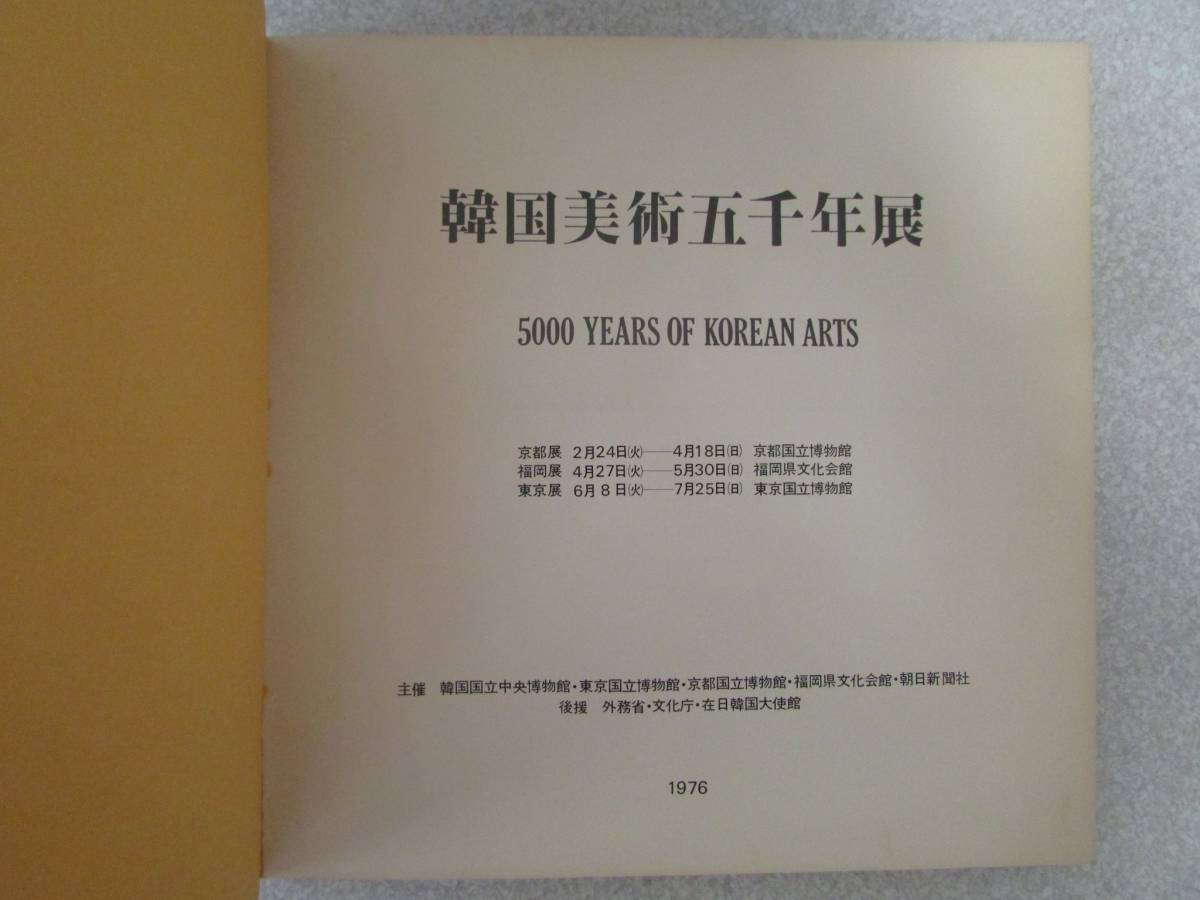 韓国美術五千年展
5000 YEARS OF KOREAN ARTS
京都展 2月24日㈫──4月18日㈰ 京都国立博物館
福岡展 4月27日㈫──5月30日㈰ 福岡県文化会館
東京展 6月8日㈫──7月25日㈰ 東京国立博物館
主催 韓国国立中央博物館・東京国立博物館・京都国立博物館・福岡県文化会館・朝日新聞社
後援 外務省・文化庁・在日韓国大使館
1976